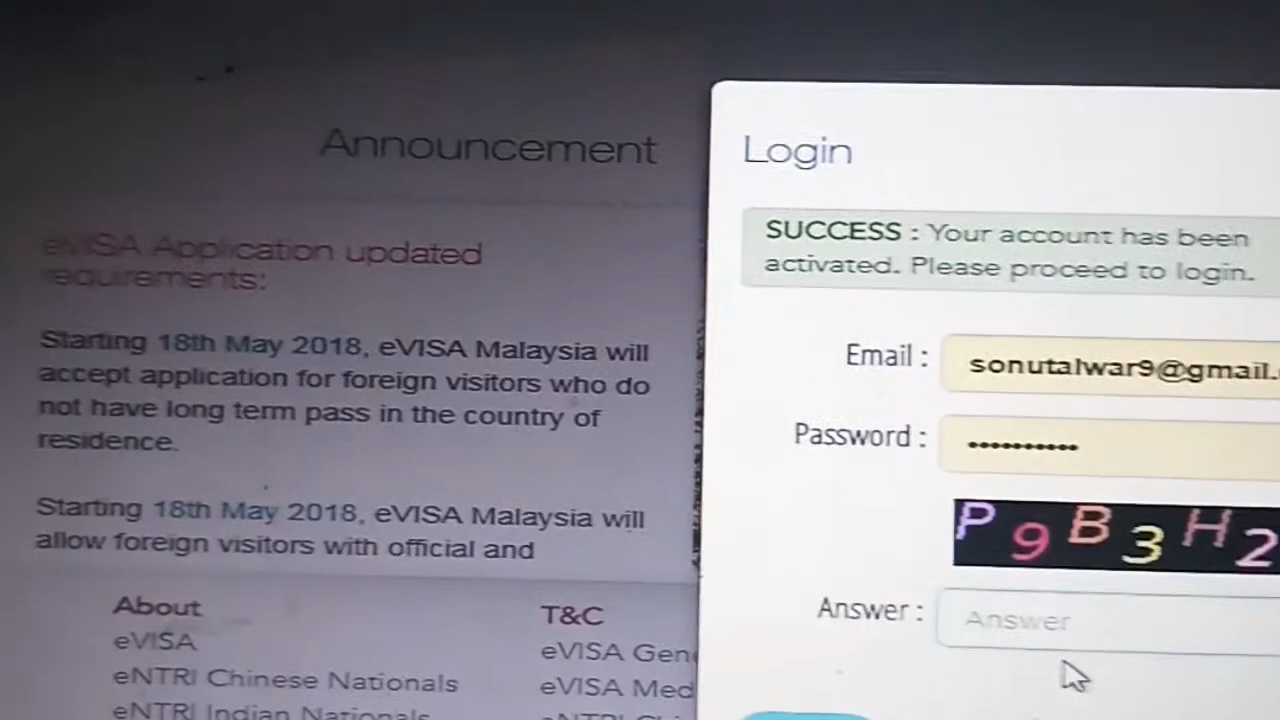 Announcement
eVISA Application updated
requirements:
Starting 18th May 2018, eVISA Malaysia will
accept application for foreign visitors who do
not have long term pass in the country of
residence.
Starting 18th May 2018, eVISA Malaysia will
allow foreign visitors with official and
About
eVISA
eNTRI Chinese Nationals
eNTRI Indian Nationals
T&C
eVISA Gen
eVISA Med
Login
SUCCESS : Your account has been
activated. Please proceed to login.
Email : sonutalwar9@gmail.
Password : ••••••••••
P9B3H2
Answer : Answer